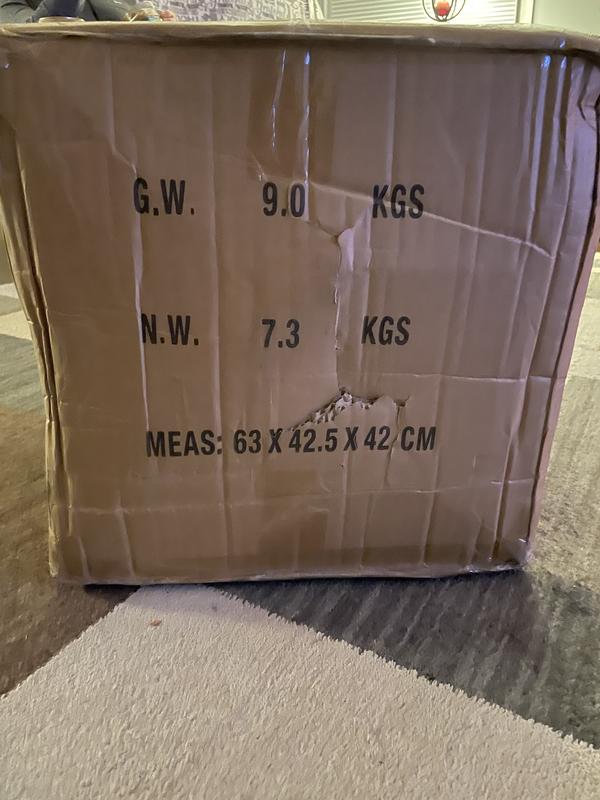 G.W. 9.0 KGS
N.W. 7.3 KGS
MEAS: 63 X 42.5 X 42 CM